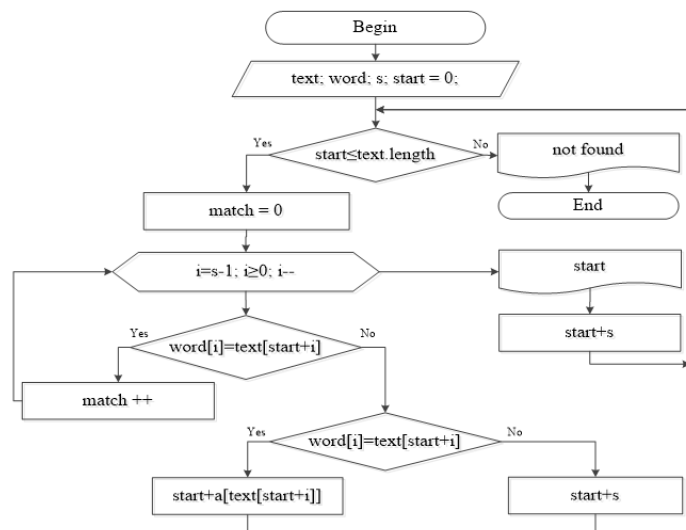 Begin
text; word; s; start = 0;
Yes
start≤text.length
No
not found
End
match = 0
i=s-1; i≥0; i--
start
start+s
Yes
word[i]=text[start+i]
No
match ++
Yes
word[i]=text[start+i]
No
start+a[text[start+i]]
start+s